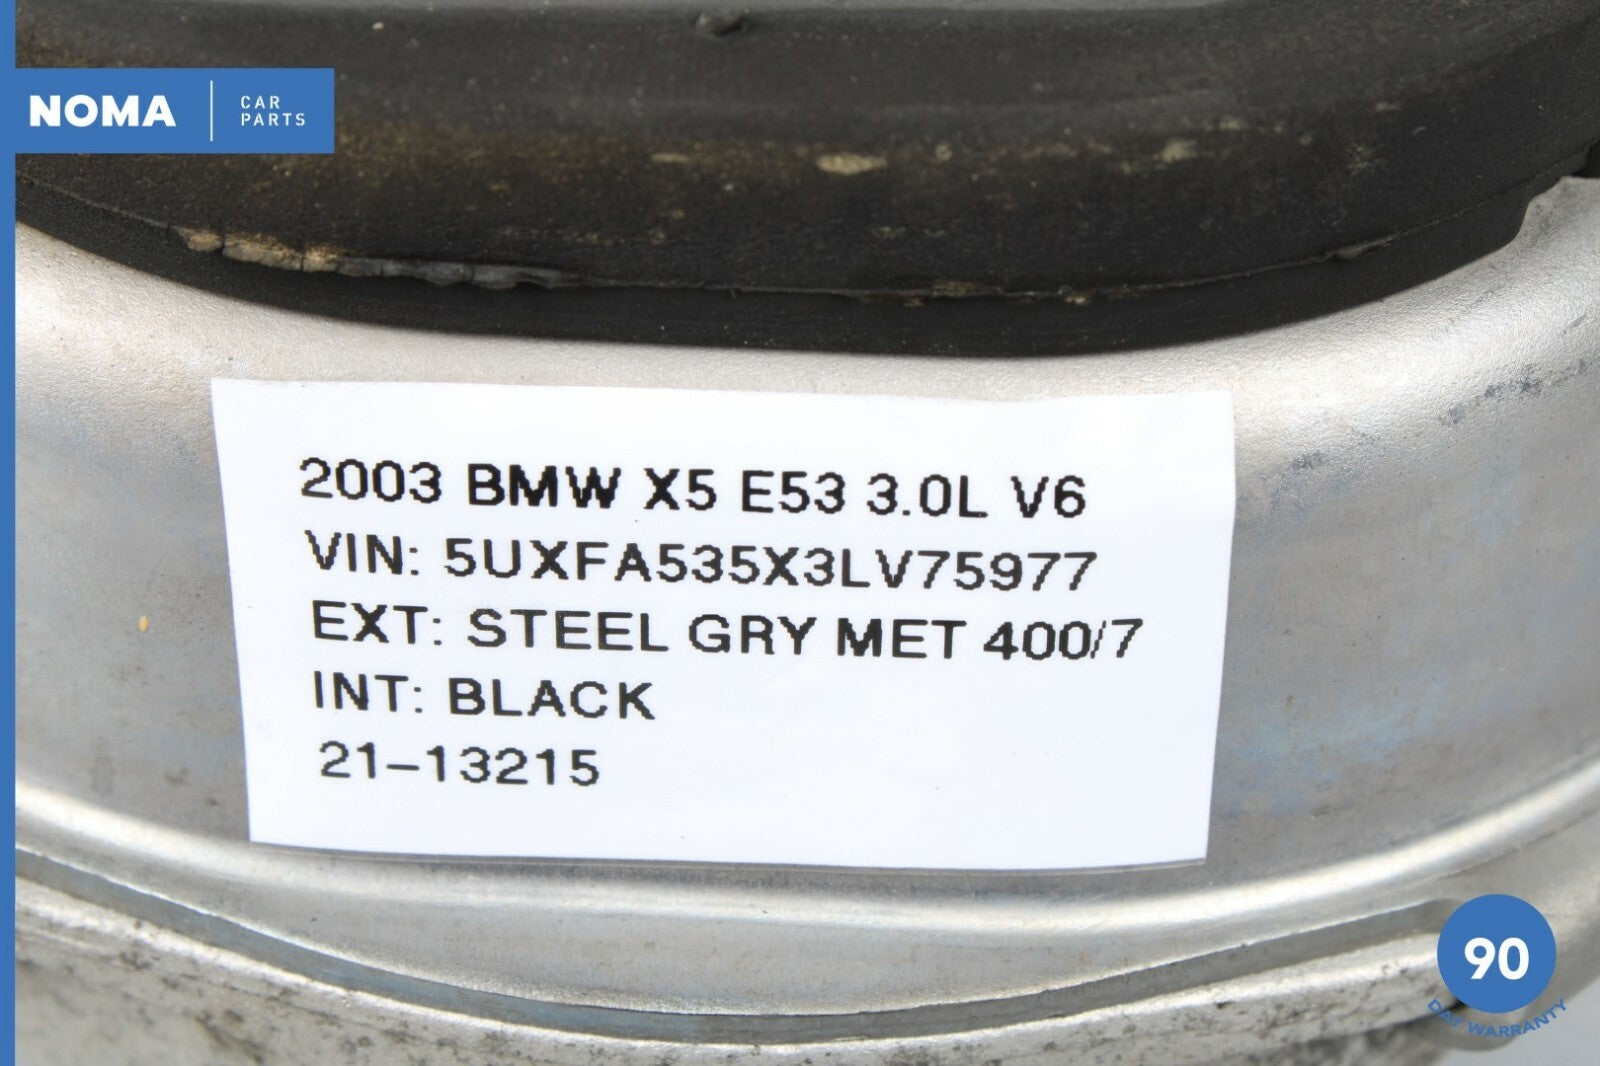 NOMA
CAR
PARTS
2003 BMW X5 E53 3.0L V6
VIN: 5UXFA535X3LV75977
EXT: STEEL GRY MET 400/7
INT: BLACK
21-13215
90
DAY WARRANTY